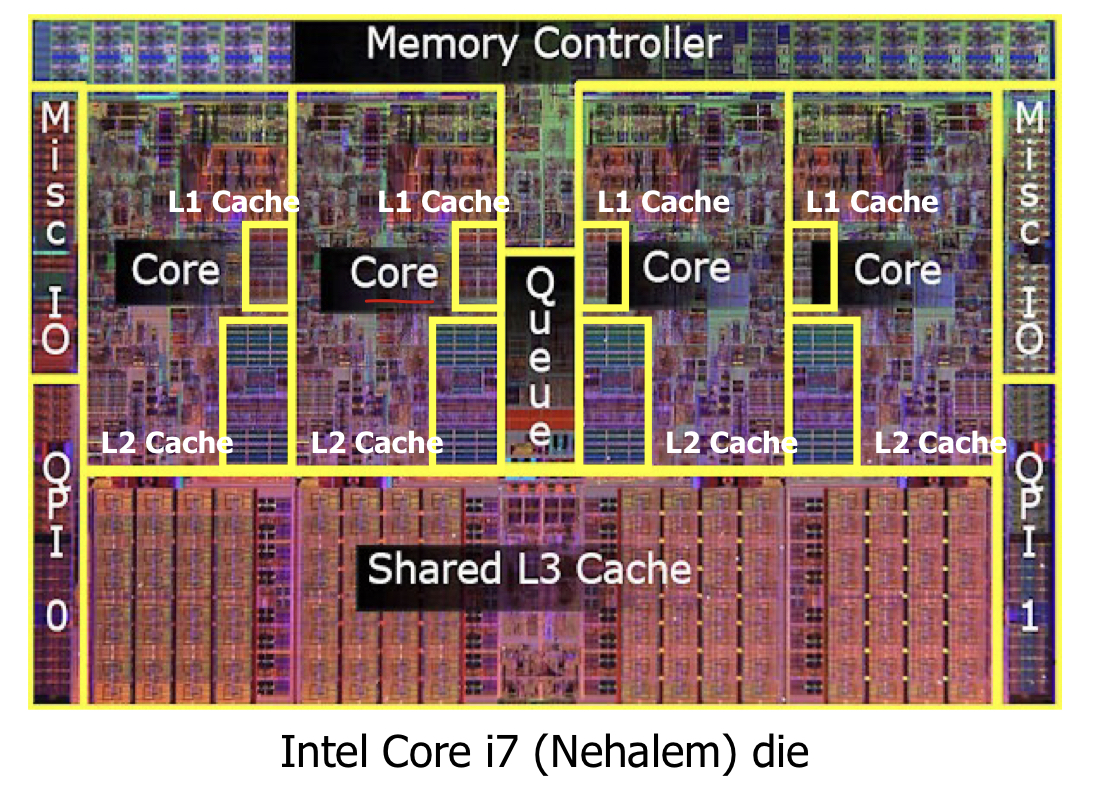 Memory Controller
Misc IO
Misc IO
L1 Cache
L1 Cache
L1 Cache
L1 Cache
Core
Core
Queue
Core
Core
L2 Cache
L2 Cache
L2 Cache
L2 Cache
QPI 0
QPI 1
Shared L3 Cache
Intel Core i7 (Nehalem) die